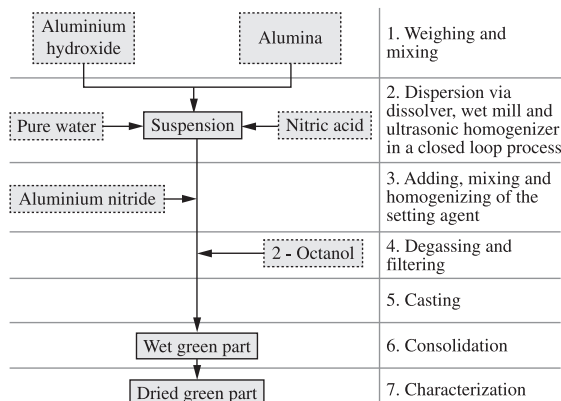 Aluminium
hydroxide
Alumina
1. Weighing and
mixing
Pure water
Suspension
Nitric acid
2. Dispersion via
dissolver, wet mill and
ultrasonic homogenizer
in a closed loop process
Aluminium nitride
3. Adding, mixing and
homogenizing of the
setting agent
2 - Octanol
4. Degassing and
filtering
5. Casting
Wet green part
6. Consolidation
Dried green part
7. Characterization